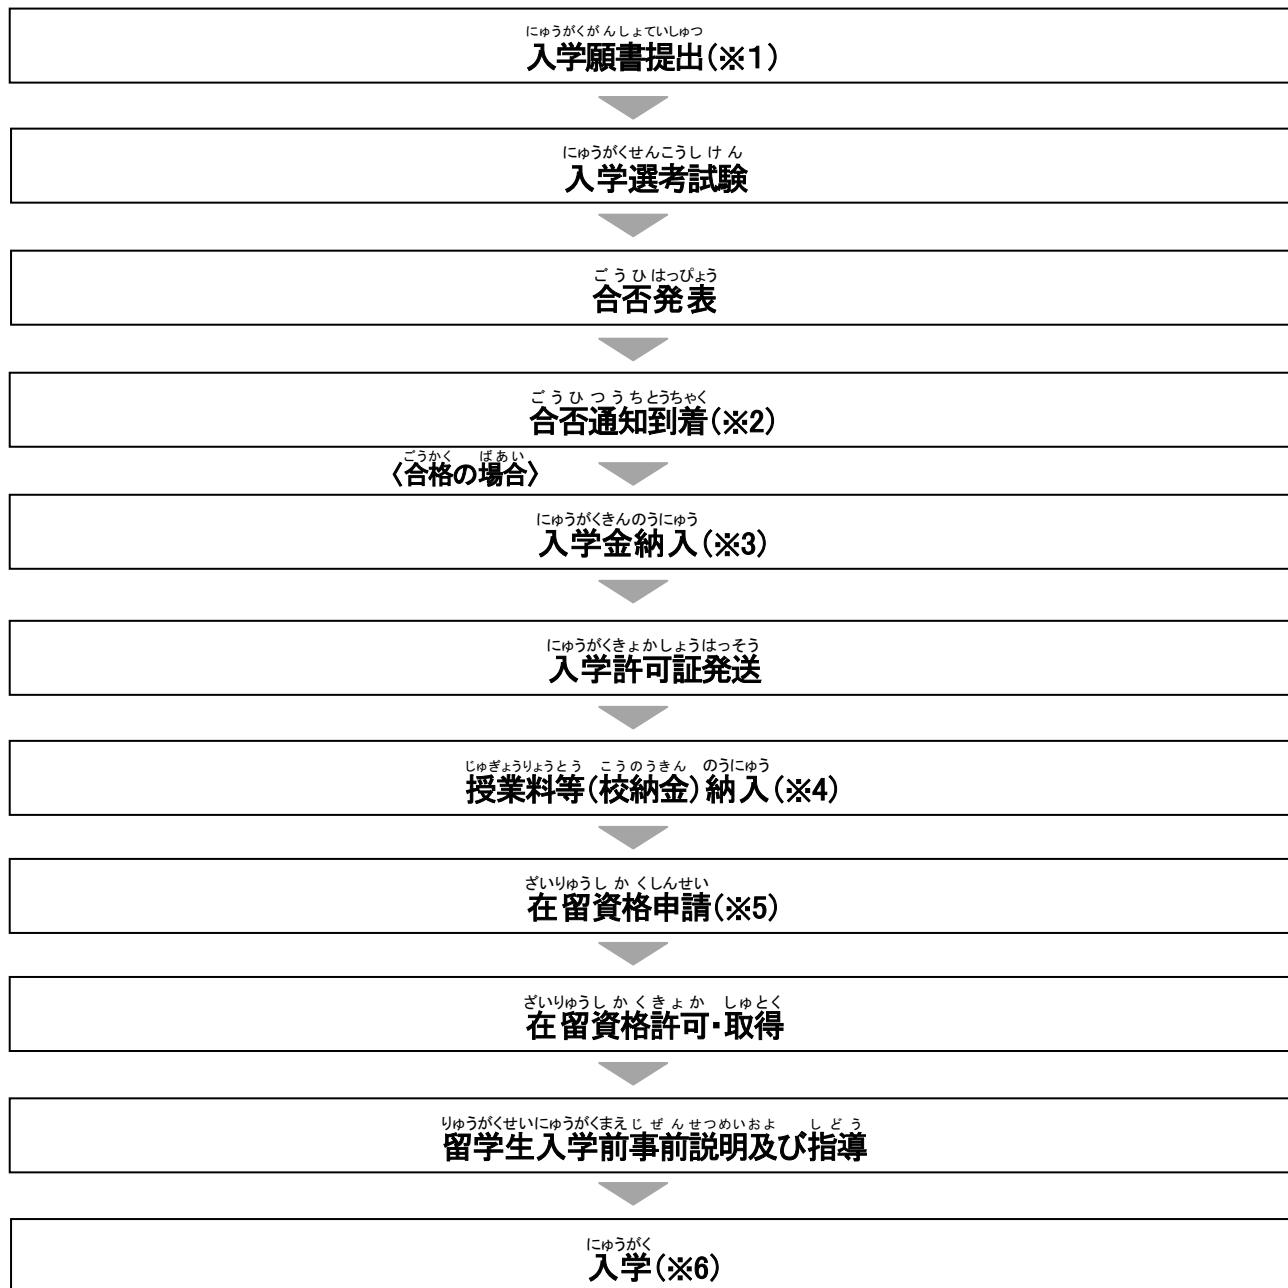 にゅうがくがんしょていしゅつ
入学願書提出(※1)
にゅうがくせんこうしけん
入学選考試験
ごうひはっぴょう
合否発表
ごうひつうちとうちゃく
合否通知到着(※2)
ごうかく ばあい
〈合格の場合〉
にゅうがくきんのうにゅう
入学金納入(※3)
にゅうがくきょかしょうはっそう
入学許可証発送
じゅぎょうりょうとう こうのうきん のうにゅう
授業料等(校納金)納入(※4)
ざいりゅうしかくしんせい
在留資格申請(※5)
ざいりゅうしかくきょか しゅとく
在留資格許可・取得
りゅうがくせいにゅうがくまえじぜんせつめいおよ しどう
留学生入学前事前説明及び指導
にゅうがく
入学(※6)